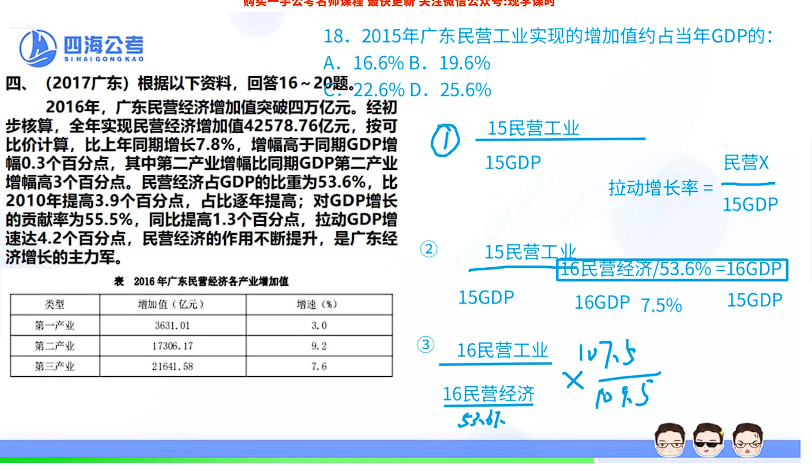 购买一手公考名师课程 最快更新 关注微信公众号:现学课时
四海公考
SIHAIGONGKAO
18．2015年广东民营工业实现的增加值约占当年GDP的：
A．16.6% B．19.6%
C．22.6% D．25.6%
四、（2017广东）根据以下资料，回答16～20题。
2016年，广东民营经济增加值突破四万亿元。经初
步核算，全年实现民营经济增加值42578.76亿元，按可
比价计算，比上年同期增长7.8%，增幅高于同期GDP增
幅0.3个百分点，其中第二产业增幅比同期GDP第二产业
增幅高3个百分点。民营经济占GDP的比重为53.6%，比
2010年提高3.9个百分点，占比逐年提高；对GDP增长
的贡献率为55.5%，同比提高1.3个百分点，拉动GDP增
速达4.2个百分点，民营经济的作用不断提升，是广东经
济增长的主力军。
表 2016年广东民营经济各产业增加值
类型 增加值（亿元） 增速（%）
第一产业 3631.01 3.0
第二产业 17306.17 9.2
第三产业 21641.58 7.6
① 15民营工业
15GDP
拉动增长率 = 民营X
15GDP
② 15民营工业
16民营经济/53.6% =16GDP
15GDP 16GDP 7.5% 15GDP
③ 16民营工业
16民营经济
53.6%
× 107.5
109.5